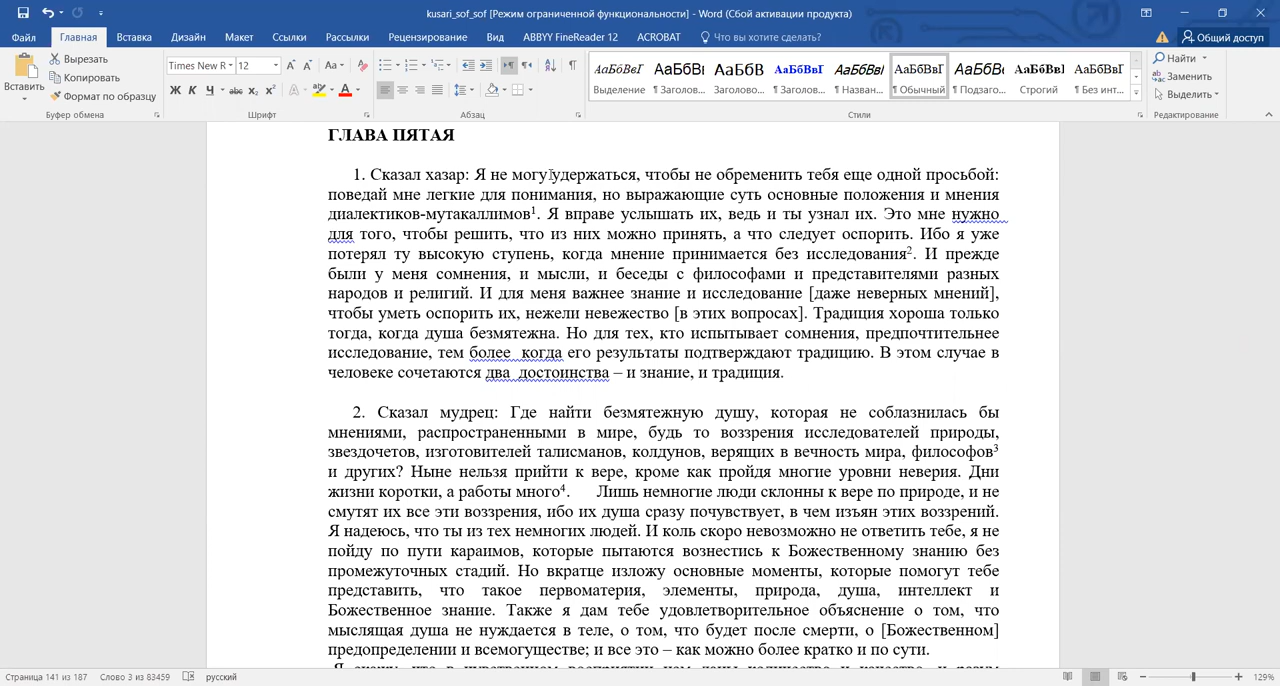 kusari_sof_sof [Режим ограниченной функциональности] - Word (Сбой активации продукта)
Файл Главная Вставка Дизайн Макет Ссылки Рассылки Рецензирование Вид ABBYY FineReader 12 ACROBAT Что вы хотите сделать? Общий доступ
Вставить
Вырезать
Копировать
Формат по образцу
Буфер обмена
Times New R 12
Ж К Ч abc x₂ x²
Шрифт
Абзац
АаБбВвГ АаБбВı АаБбВ АаБбВвГ АаБбВвı АаБбВвГ АаБбВı АаБбВвı АаБбВвГ
Выделение ¶ Заголов... Заголово... ¶ Заголов... ¶ Назван... ¶ Обычный ¶ Подзаго... Строгий ¶ Без инт...
Стили
Найти
Заменить
Выделить
Редактирование
ГЛАВА ПЯТАЯ
1. Сказал хазар: Я не могу удержаться, чтобы не обременить тебя еще одной просьбой:
поведай мне легкие для понимания, но выражающие суть основные положения и мнения
диалектиков-мутакаллимов¹. Я вправе услышать их, ведь и ты узнал их. Это мне нужно
для того, чтобы решить, что из них можно принять, а что следует оспорить. Ибо я уже
потерял ту высокую ступень, когда мнение принимается без исследования². И прежде
были у меня сомнения, и мысли, и беседы с философами и представителями разных
народов и религий. И для меня важнее знание и исследование [даже неверных мнений],
чтобы уметь оспорить их, нежели невежество [в этих вопросах]. Традиция хороша только
тогда, когда душа безмятежна. Но для тех, кто испытывает сомнения, предпочтительнее
исследование, тем более когда его результаты подтверждают традицию. В этом случае в
человеке сочетаются два достоинства – и знание, и традиция.
2. Сказал мудрец: Где найти безмятежную душу, которая не соблазнилась бы
мнениями, распространенными в мире, будь то воззрения исследователей природы,
звездочетов, изготовителей талисманов, колдунов, верящих в вечность мира, философов³
и других? Ныне нельзя прийти к вере, кроме как пройдя многие уровни неверия. Дни
жизни коротки, а работы много⁴. Лишь немногие люди склонны к вере по природе, и не
смутят их все эти воззрения, ибо их душа сразу почувствует, в чем изъян этих воззрений.
Я надеюсь, что ты из тех немногих людей. И коль скоро невозможно не ответить тебе, я не
пойду по пути караимов, которые пытаются вознестись к Божественному знанию без
промежуточных стадий. Но вкратце изложу основные моменты, которые помогут тебе
представить, что такое первоматерия, элементы, природа, душа, интеллект и
Божественное знание. Также я дам тебе удовлетворительное объяснение о том, что
мыслящая душа не нуждается в теле, о том, что будет после смерти, о [Божественном]
предопределении и всемогуществе; и все это – как можно более кратко и по сути.
Страница 141 из 187 Слово 3 из 83459 русский 129%